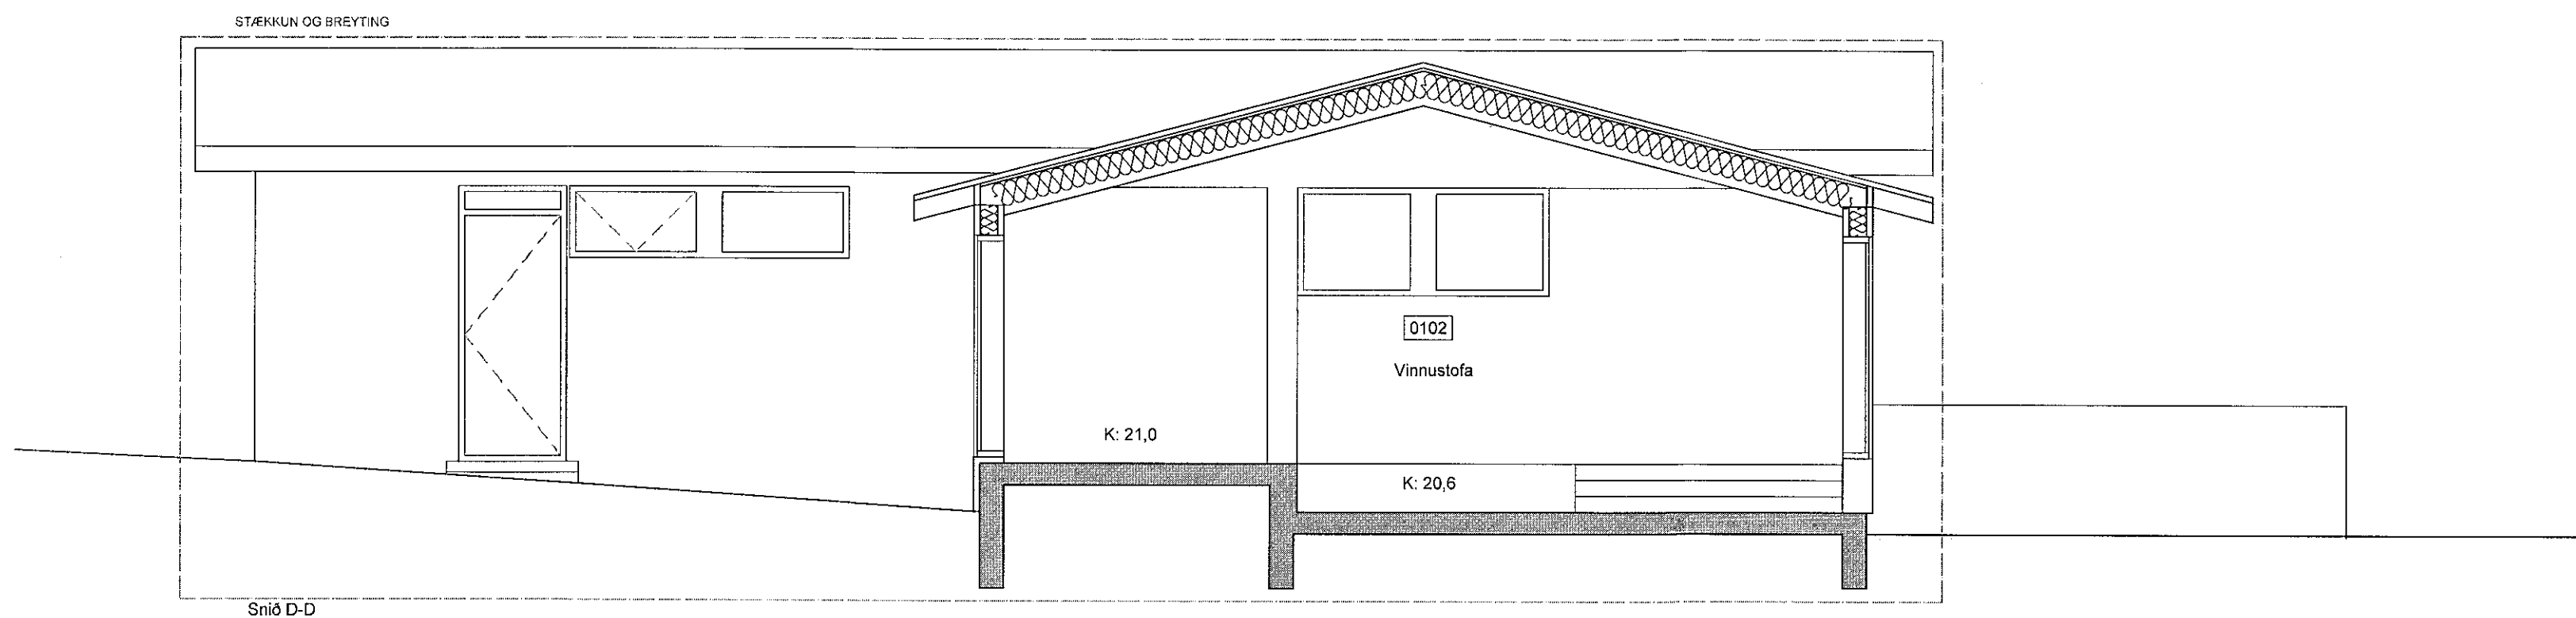 STÆKKUN OG BREYTING
0102
Vinnustofa
K: 21,0
K: 20,6
Snið D-D